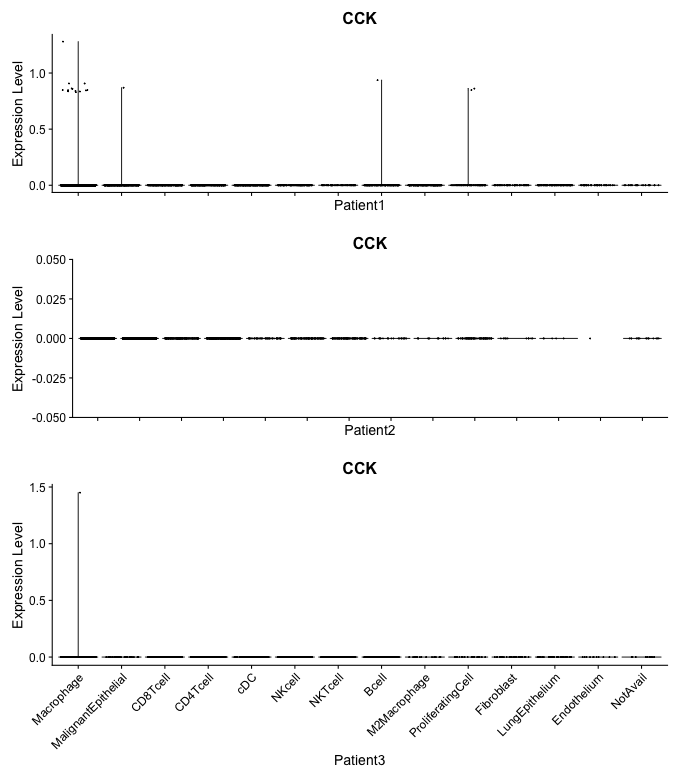 CCK
Expression Level
1.0
0.5
0.0
Patient1
CCK
Expression Level
0.050
0.025
0.000
-0.025
-0.050
Patient2
CCK
Expression Level
1.5
1.0
0.5
0.0
Macrophage
MalignantEpithelial
CD8Tcell
CD4Tcell
cDC
NKcell
NKTcell
Bcell
M2Macrophage
ProliferatingCell
Fibroblast
LungEpithelium
Endothelium
NotAvail
Patient3